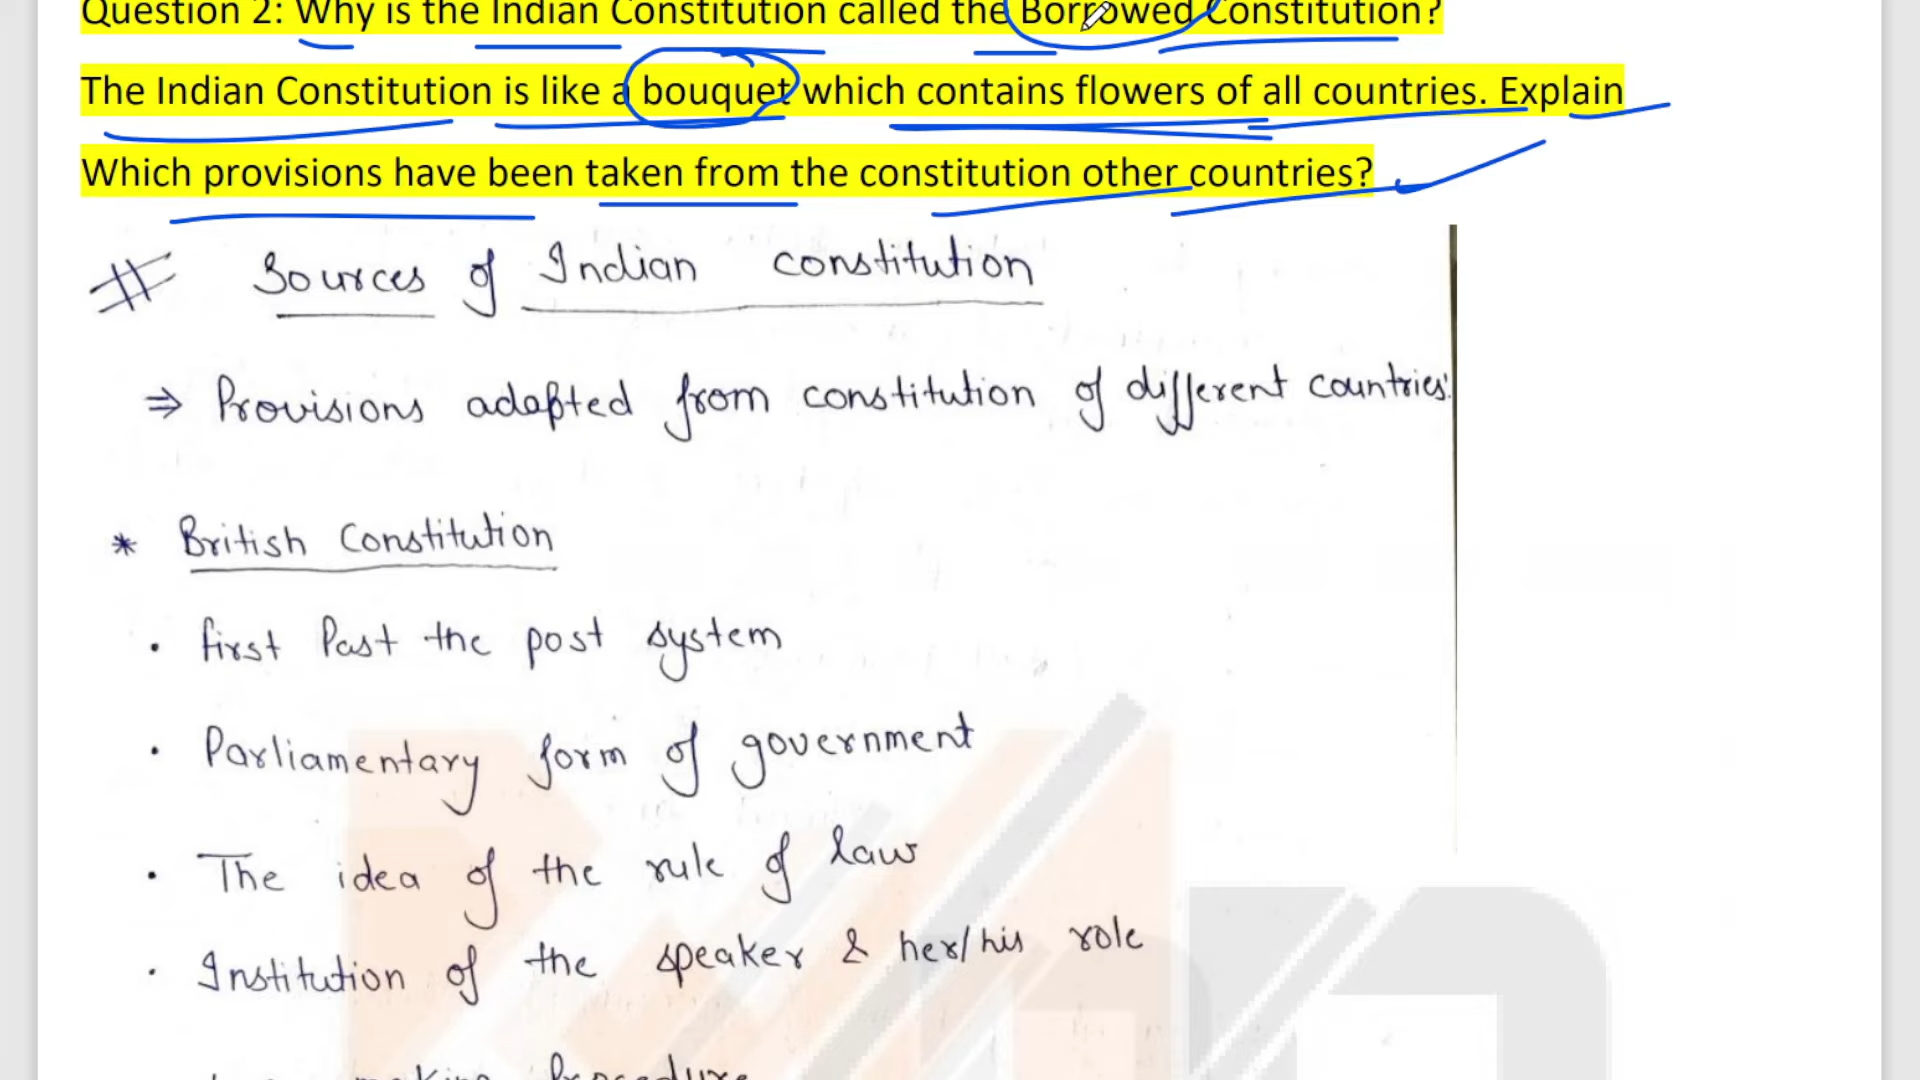 Question 2: Why is the Indian Constitution called the Borrowed Constitution?
The Indian Constitution is like a bouquet which contains flowers of all countries. Explain
Which provisions have been taken from the constitution other countries?
# Sources of Indian constitution
⇒ Provisions adapted from constitution of different countries:
* British Constitution
• first Past the post system
• Parliamentary form of government
• The idea of the rule of law
• Institution of the speaker & her/his role
making Procedure